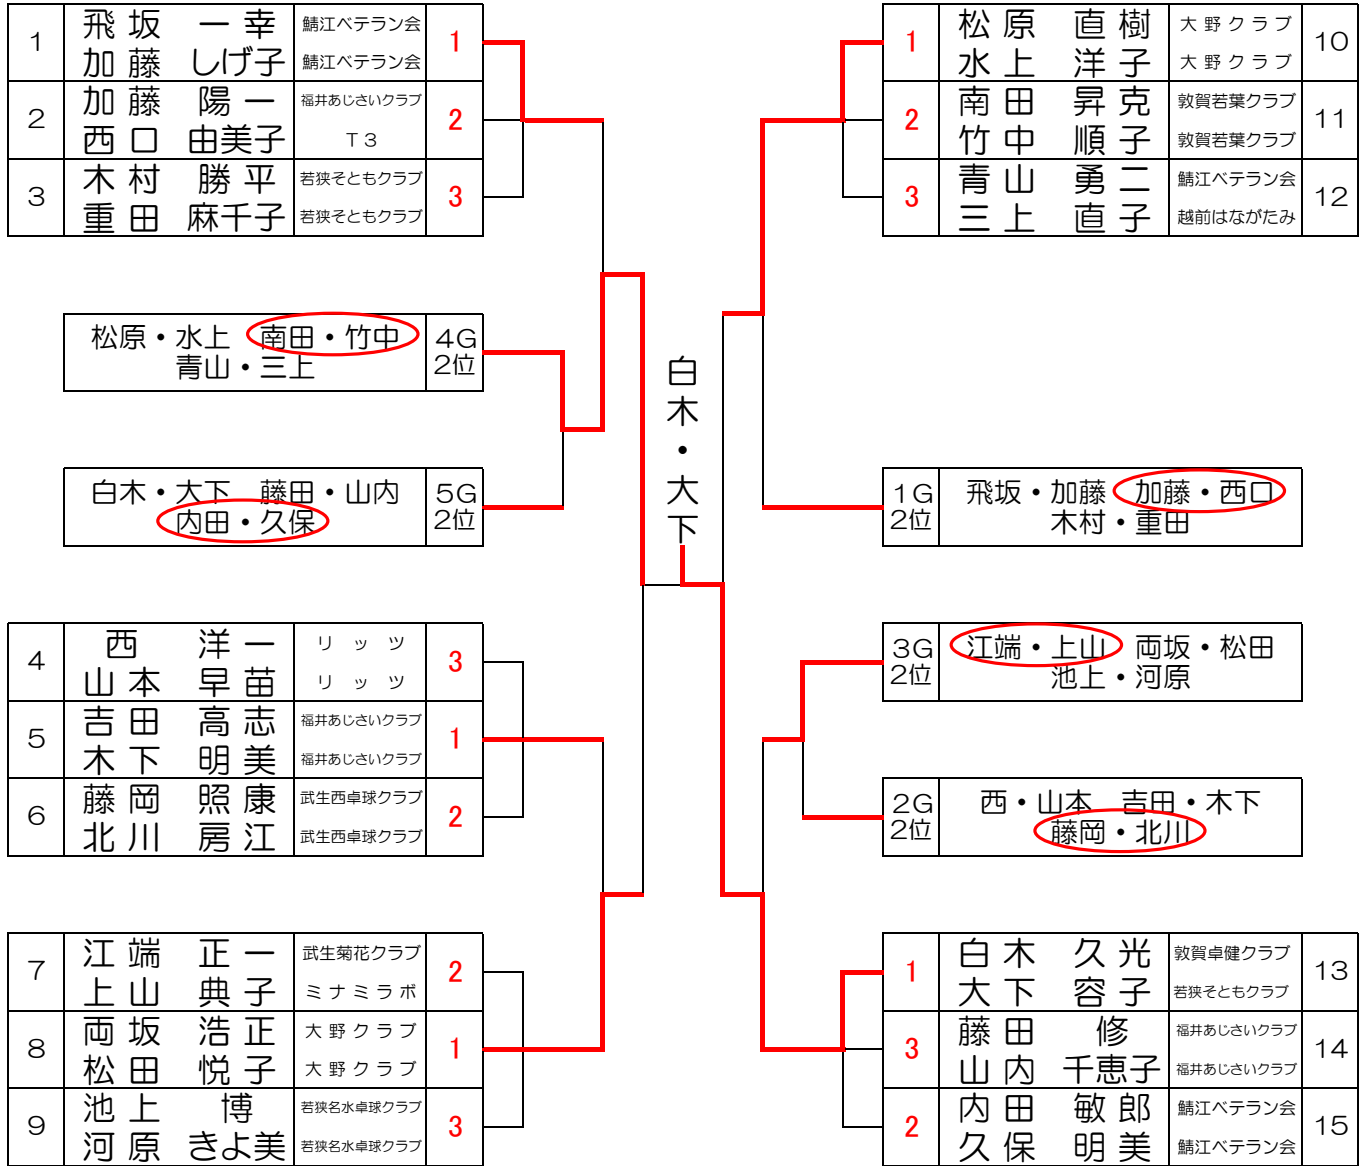 1 飛坂 一幸 鯖江ベテラン会 1
加藤 しげ子 鯖江ベテラン会
2 加藤 陽一 福井あじさいクラブ 2
西口 由美子 T3
3 木村 勝平 若狭そともクラブ 3
重田 麻千子 若狭そともクラブ
松原・水上 南田・竹中 4G
青山・三上 2位
白木・大下 藤田・山内 5G
内田・久保 2位
4 西 洋一 リッツ 3
山本 早苗 リッツ
5 吉田 高志 福井あじさいクラブ 1
木下 明美 福井あじさいクラブ
6 藤岡 照康 武生西卓球クラブ 2
北川 房江 武生西卓球クラブ
7 江端 正一 武生菊花クラブ 2
上山 典子 ミナミラボ
8 両坂 浩正 大野クラブ 1
松田 悦子 大野クラブ
9 池上 博 若狭名水卓球クラブ 3
河原 きよ美 若狭名水卓球クラブ
白木・大下
1 松原 直樹 大野クラブ 10
水上 洋子 大野クラブ
2 南田 昇克 敦賀若葉クラブ 11
竹中 順子 敦賀若葉クラブ
3 青山 勇二 鯖江ベテラン会 12
三上 直子 越前はながたみ
1G 飛坂・加藤 加藤・西口
2位 木村・重田
3G 江端・上山 両坂・松田
2位 池上・河原
2G 西・山本 吉田・木下
2位 藤岡・北川
1 白木 久光 敦賀卓健クラブ 13
大下 容子 若狭そともクラブ
3 藤田 修 福井あじさいクラブ 14
山内 千恵子 福井あじさいクラブ
2 内田 敏郎 鯖江ベテラン会 15
久保 明美 鯖江ベテラン会